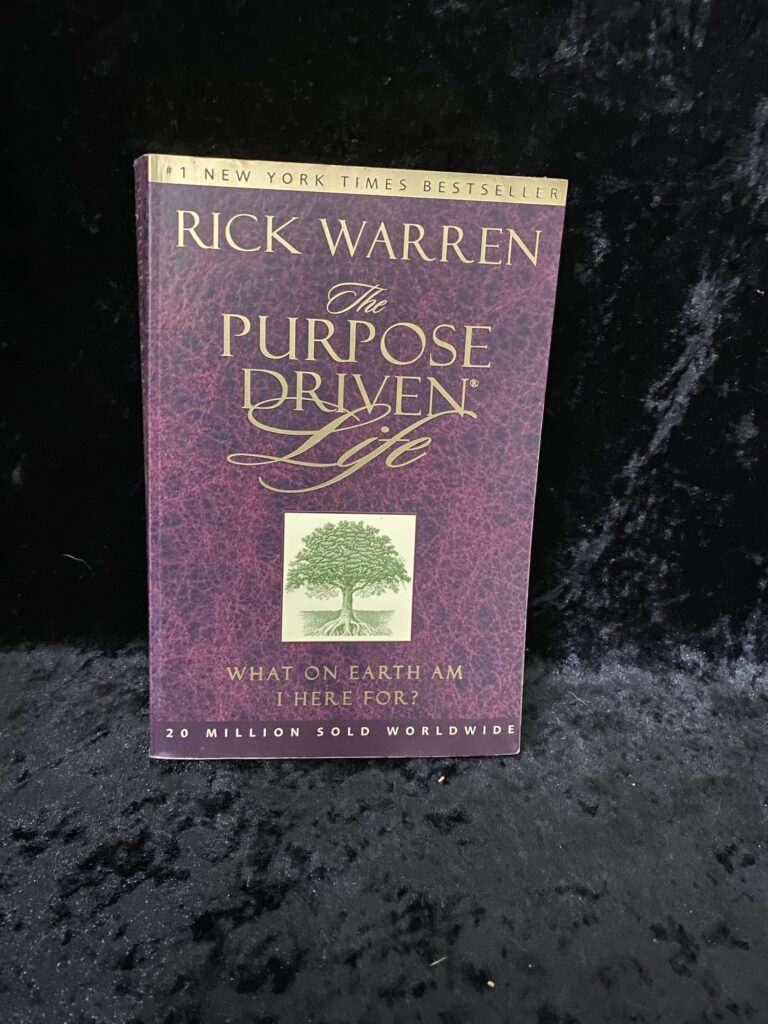 #1 NEW YORK TIMES BESTSELLER
RICK WARREN
The
PURPOSE
DRIVEN®
Life
WHAT ON EARTH AM
I HERE FOR?
20 MILLION SOLD WORLDWIDE